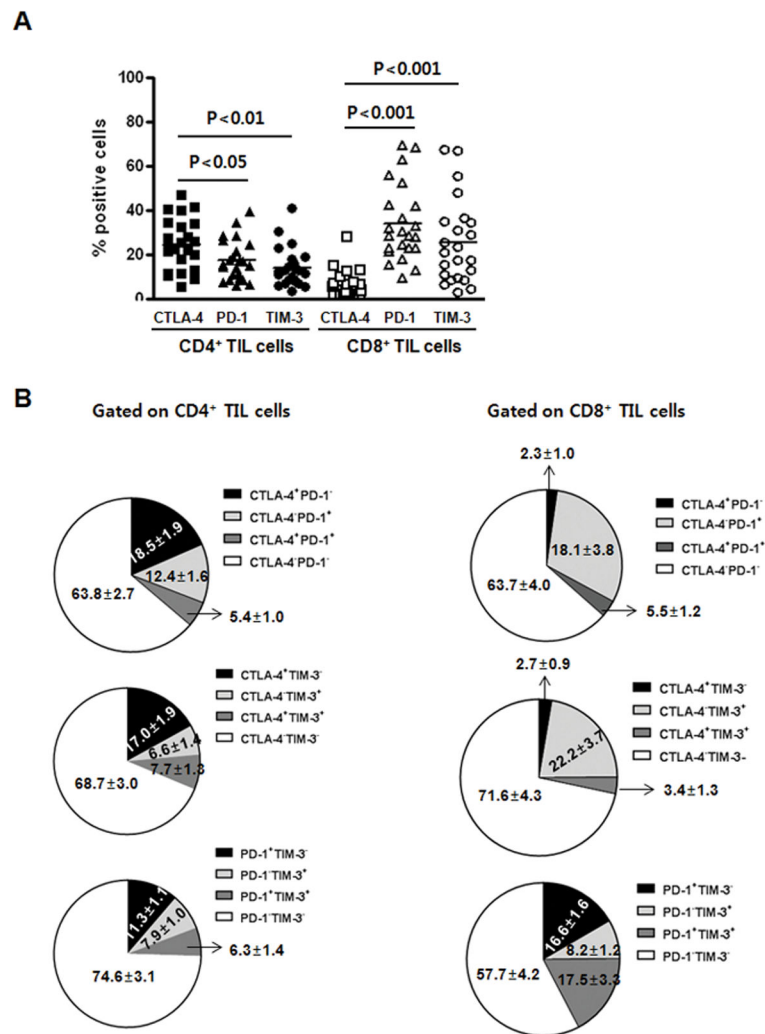 A
P<0.001
P<0.01
P<0.001
P<0.05
100
80
60
40
20
0
% positive cells
CTLA-4 PD-1 TIM-3 CTLA-4 PD-1 TIM-3
CD4⁺ TIL cells CD8⁺ TIL cells
B
Gated on CD4⁺ TIL cells
CTLA-4⁺PD-1⁻
CTLA-4⁻PD-1⁺
CTLA-4⁺PD-1⁺
CTLA-4⁻PD-1⁻
18.5±1.9
12.4±1.6
63.8±2.7
5.4±1.0
CTLA-4⁺TIM-3⁻
CTLA-4⁻TIM-3⁺
CTLA-4⁺TIM-3⁺
CTLA-4⁻TIM-3⁻
17.0±1.9
6.6±1.4
7.7±1.3
68.7±3.0
PD-1⁺TIM-3⁻
PD-1⁻TIM-3⁺
PD-1⁺TIM-3⁺
PD-1⁻TIM-3⁻
11.3±1.1
7.9±1.0
6.3±1.4
74.6±3.1
Gated on CD8⁺ TIL cells
2.3±1.0
CTLA-4⁺PD-1⁻
CTLA-4⁻PD-1⁺
CTLA-4⁺PD-1⁺
CTLA-4⁻PD-1⁻
18.1±3.8
63.7±4.0
5.5±1.2
2.7±0.9
CTLA-4⁺TIM-3⁻
CTLA-4⁻TIM-3⁺
CTLA-4⁺TIM-3⁺
CTLA-4⁻TIM-3-
22.2±3.7
71.6±4.3
3.4±1.3
PD-1⁺TIM-3⁻
PD-1⁻TIM-3⁺
PD-1⁺TIM-3⁺
PD-1⁻TIM-3⁻
16.6±1.6
8.2±1.2
57.7±4.2
17.5±3.3